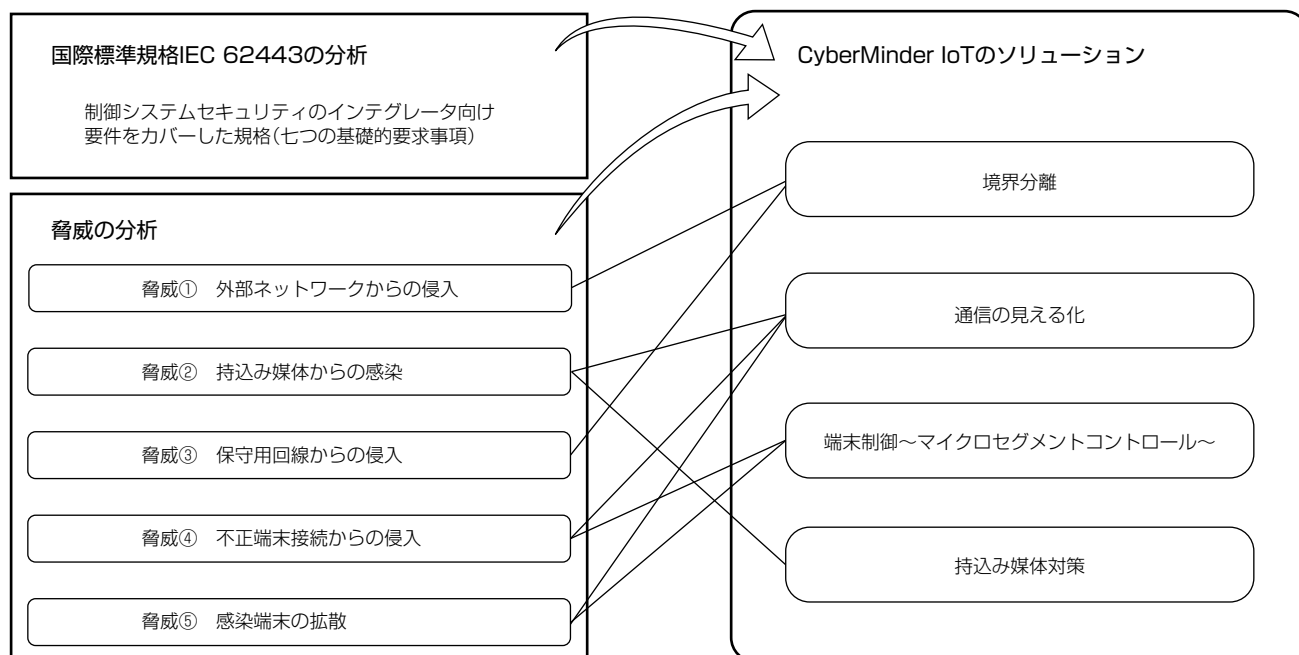 国際標準規格IEC 62443の分析
制御システムセキュリティのインテグレータ向け
要件をカバーした規格(七つの基礎的要求事項)
脅威の分析
脅威① 外部ネットワークからの侵入
脅威② 持込み媒体からの感染
脅威③ 保守用回線からの侵入
脅威④ 不正端末接続からの侵入
脅威⑤ 感染端末の拡散
CyberMinder IoTのソリューション
境界分離
通信の見える化
端末制御～マイクロセグメントコントロール～
持込み媒体対策